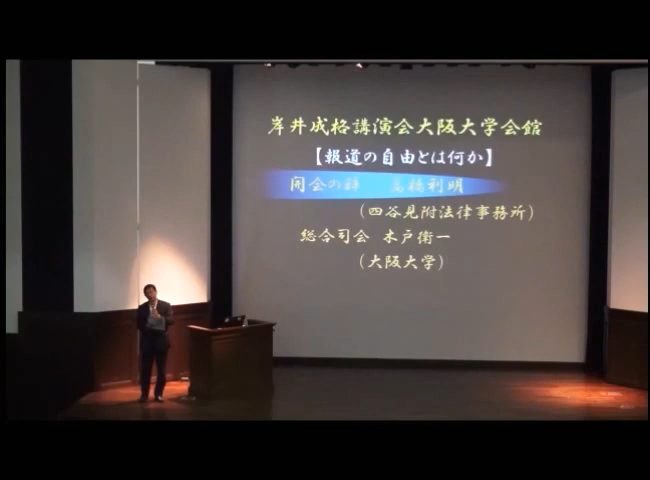 岸井成格講演会大阪大学会館
【報道の自由とは何か】
開会の辞 髙橋利明
(四谷見附法律事務所)
総合司会 木戸衛一
(大阪大学)